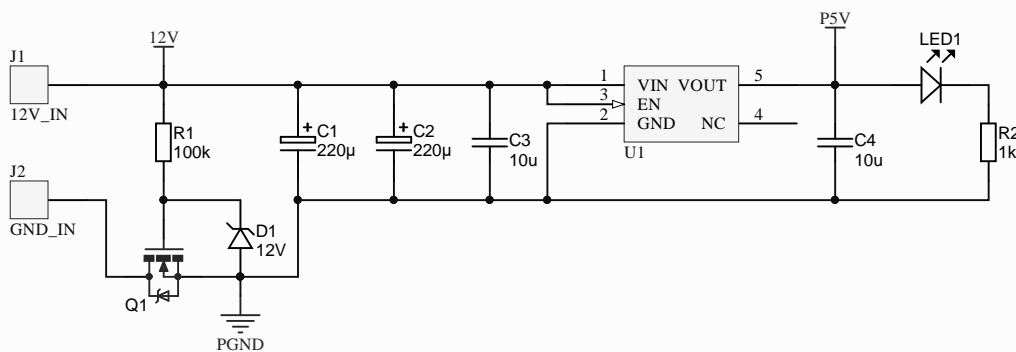 12V
P5V
J1
LED1
12V_IN
1
VIN
VOUT
5
3
EN
2
GND
NC
4
U1
R1
100k
C1
220µ
C2
220µ
C3
10u
C4
10u
R2
1k
J2
GND_IN
D1
12V
Q1
PGND